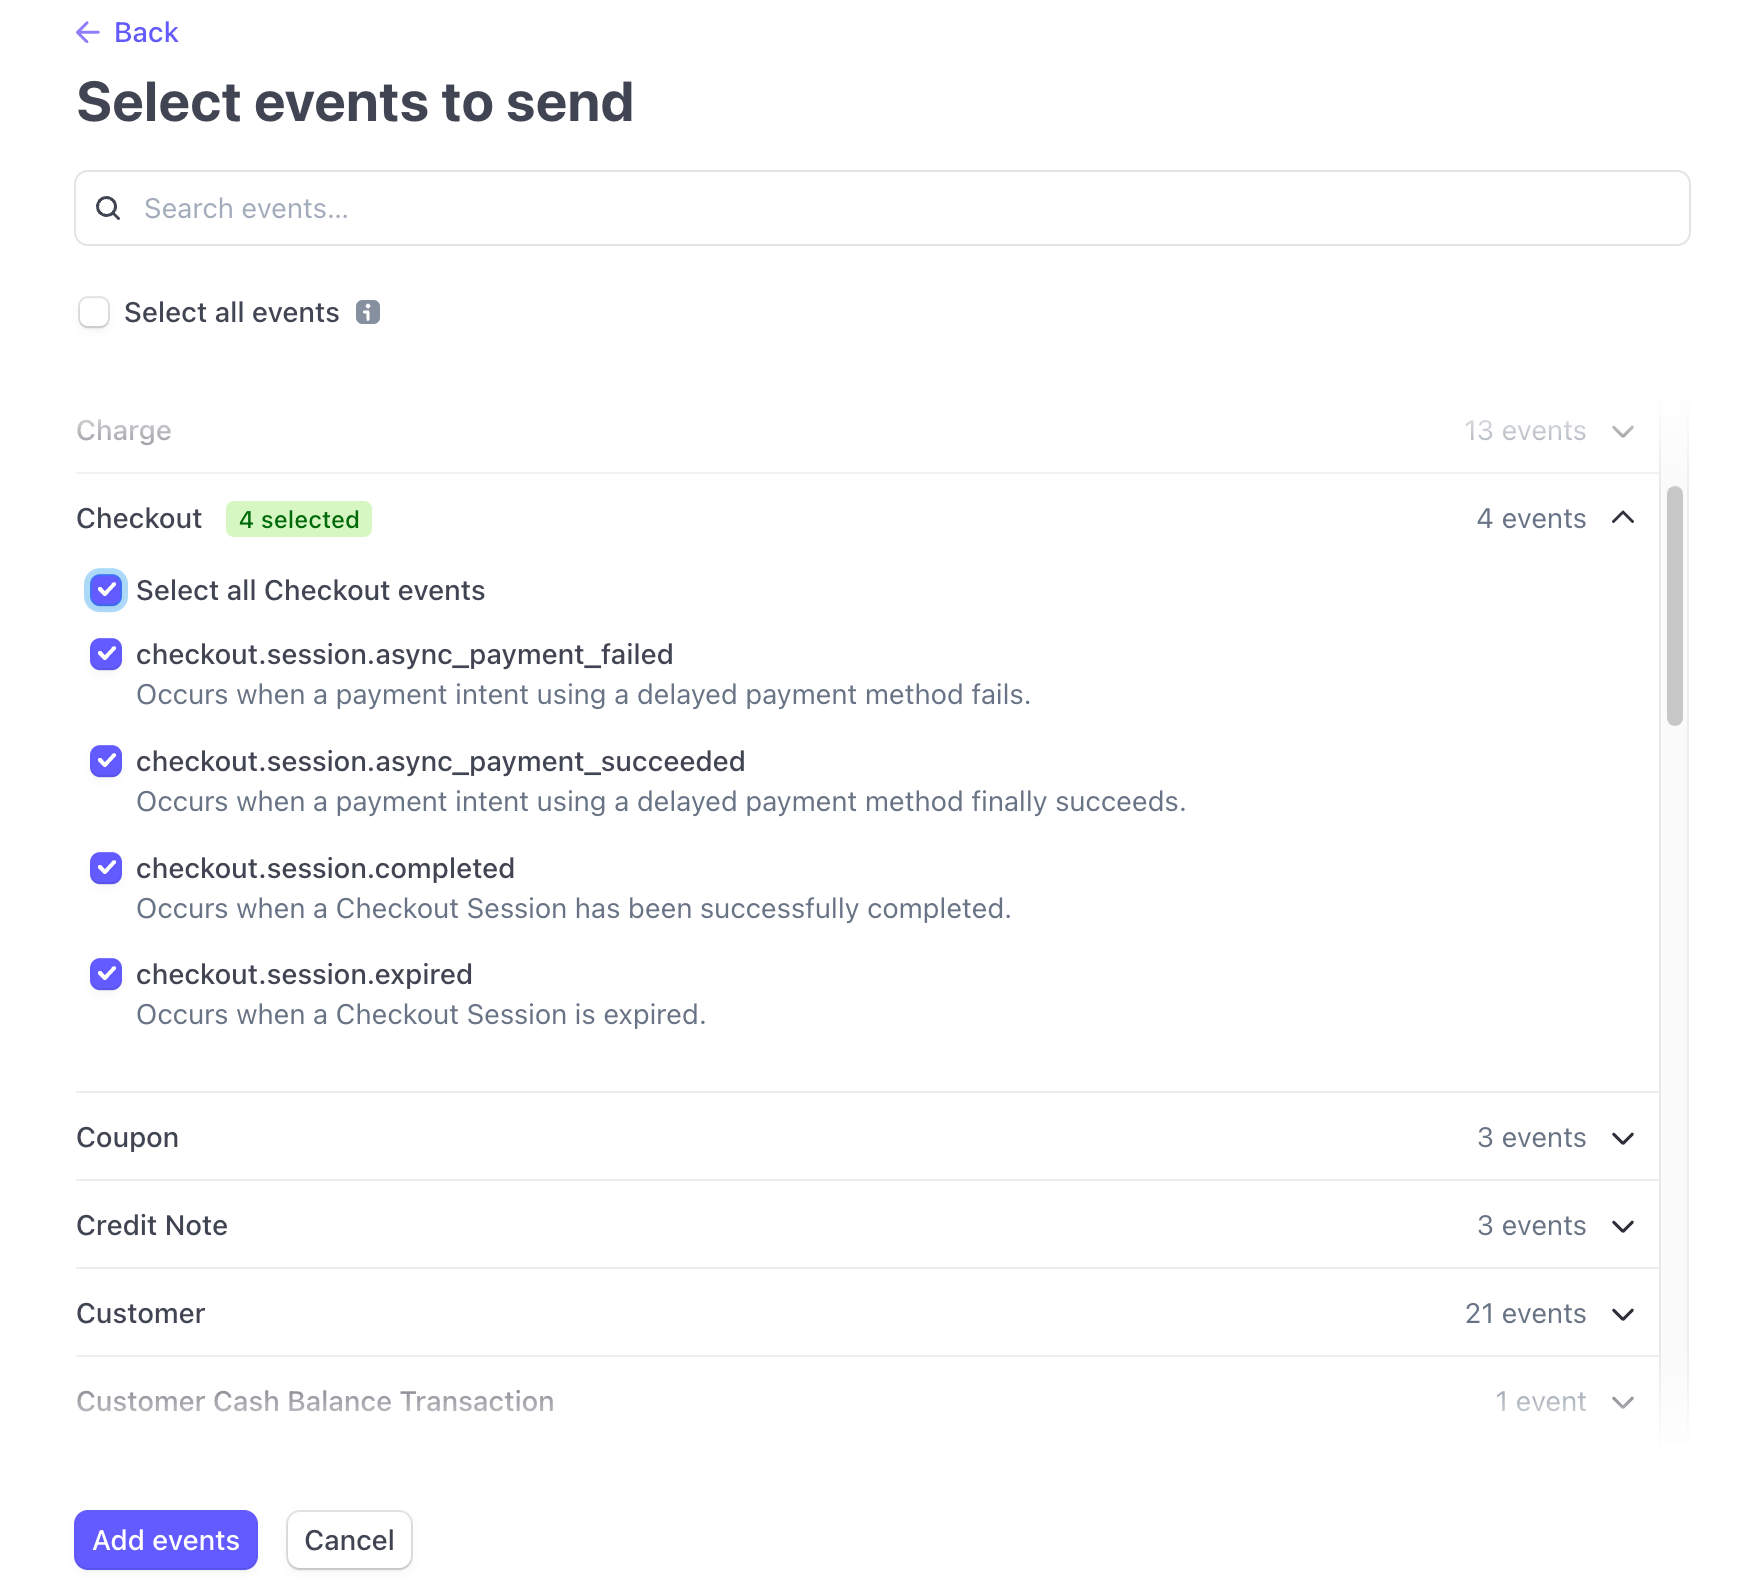 Back
Select events to send
Search events...
Select all events
Charge 13 events
Checkout 4 selected 4 events
Select all Checkout events
checkout.session.async_payment_failed
Occurs when a payment intent using a delayed payment method fails.
checkout.session.async_payment_succeeded
Occurs when a payment intent using a delayed payment method finally succeeds.
checkout.session.completed
Occurs when a Checkout Session has been successfully completed.
checkout.session.expired
Occurs when a Checkout Session is expired.
Coupon 3 events
Credit Note 3 events
Customer 21 events
Customer Cash Balance Transaction 1 event
Add events Cancel